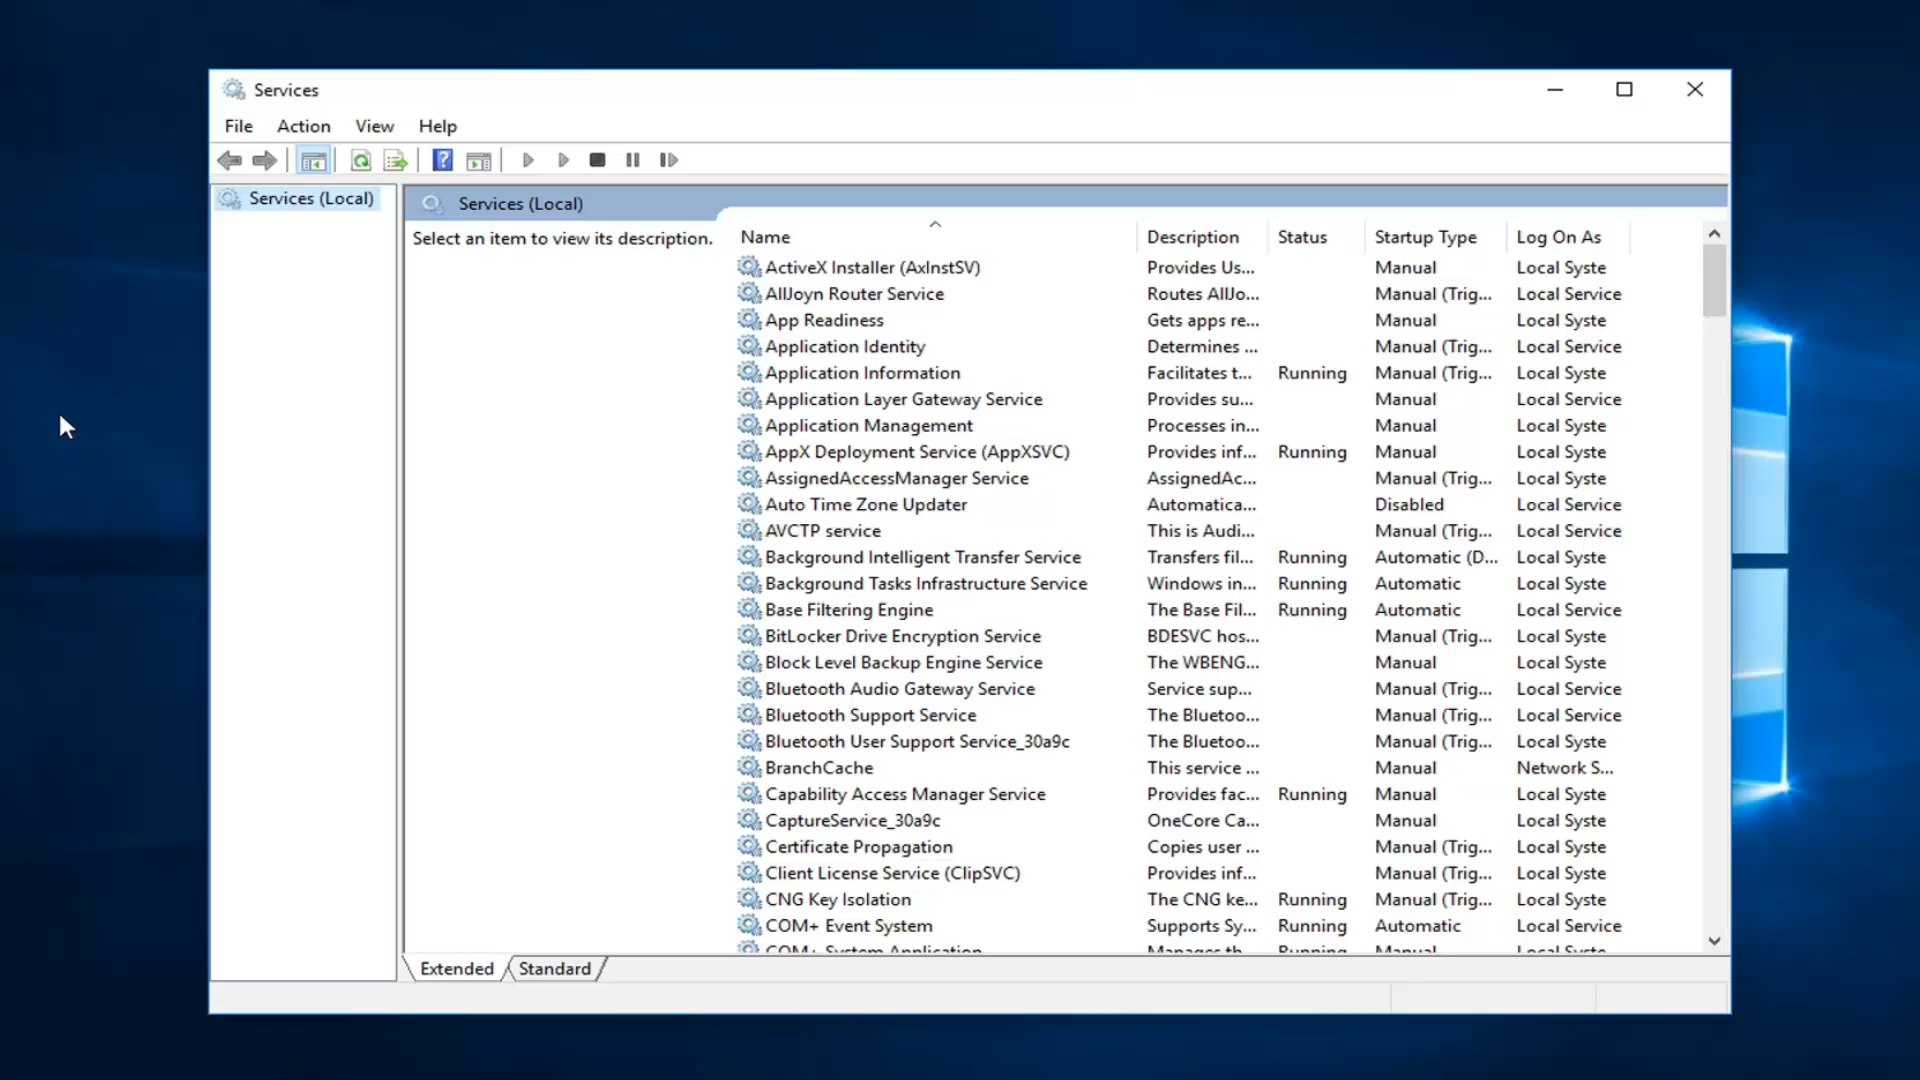 Services
File Action View Help
Services (Local)
Services (Local)
Select an item to view its description.
Name Description Status Startup Type Log On As
ActiveX Installer (AxInstSV) Provides Us... Manual Local Syste
AllJoyn Router Service Routes AllJo... Manual (Trig... Local Service
App Readiness Gets apps re... Manual Local Syste
Application Identity Determines ... Manual (Trig... Local Service
Application Information Facilitates t... Running Manual (Trig... Local Syste
Application Layer Gateway Service Provides su... Manual Local Service
Application Management Processes in... Manual Local Syste
AppX Deployment Service (AppXSVC) Provides inf... Running Manual Local Syste
AssignedAccessManager Service AssignedAc... Manual (Trig... Local Syste
Auto Time Zone Updater Automatica... Disabled Local Service
AVCTP service This is Audi... Manual (Trig... Local Service
Background Intelligent Transfer Service Transfers fil... Running Automatic (D... Local Syste
Background Tasks Infrastructure Service Windows in... Running Automatic Local Syste
Base Filtering Engine The Base Fil... Running Automatic Local Service
BitLocker Drive Encryption Service BDESVC hos... Manual (Trig... Local Syste
Block Level Backup Engine Service The WBENG... Manual Local Syste
Bluetooth Audio Gateway Service Service sup... Manual (Trig... Local Service
Bluetooth Support Service The Bluetoo... Manual (Trig... Local Service
Bluetooth User Support Service_30a9c The Bluetoo... Manual (Trig... Local Syste
BranchCache This service ... Manual Network S...
Capability Access Manager Service Provides fac... Running Manual Local Syste
CaptureService_30a9c OneCore Ca... Manual Local Syste
Certificate Propagation Copies user ... Manual (Trig... Local Syste
Client License Service (ClipSVC) Provides inf... Manual (Trig... Local Syste
CNG Key Isolation The CNG ke... Running Manual (Trig... Local Syste
COM+ Event System Supports Sy... Running Automatic Local Service
COM+ System Application Manages th... Running Manual Local Syste
Extended Standard